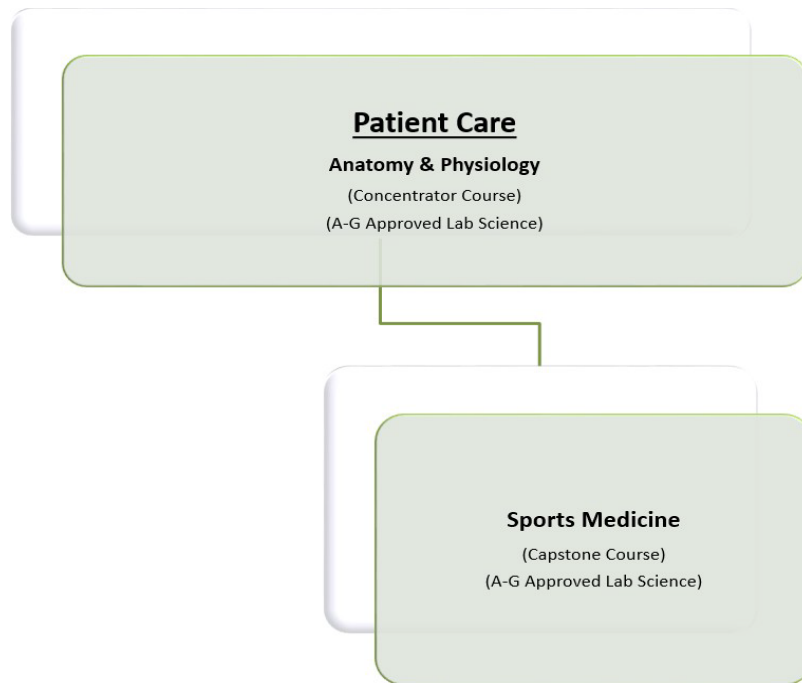 Patient Care
Anatomy & Physiology
(Concentrator Course)
(A-G Approved Lab Science)
Sports Medicine
(Capstone Course)
(A-G Approved Lab Science)